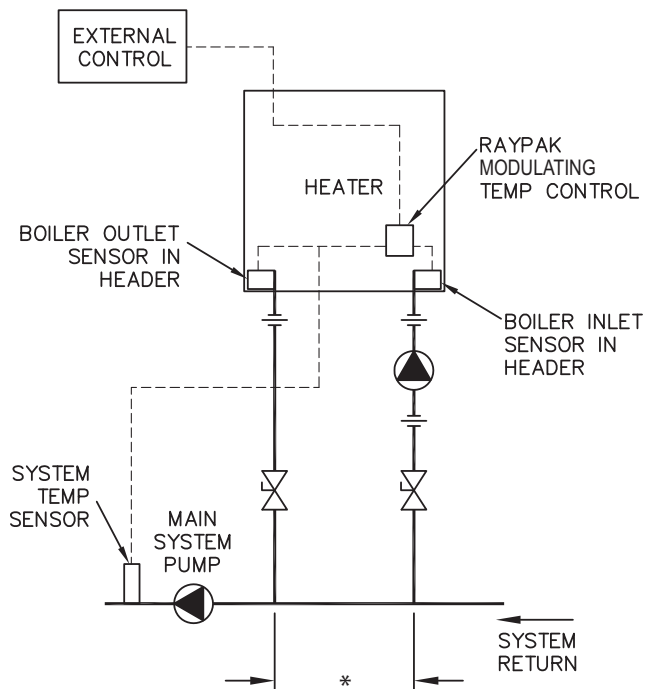 EXTERNAL
CONTROL
RAYPAK
MODULATING
TEMP CONTROL
HEATER
BOILER OUTLET
SENSOR IN
HEADER
BOILER INLET
SENSOR IN
HEADER
SYSTEM
TEMP
SENSOR
MAIN
SYSTEM
PUMP
SYSTEM
RETURN
*